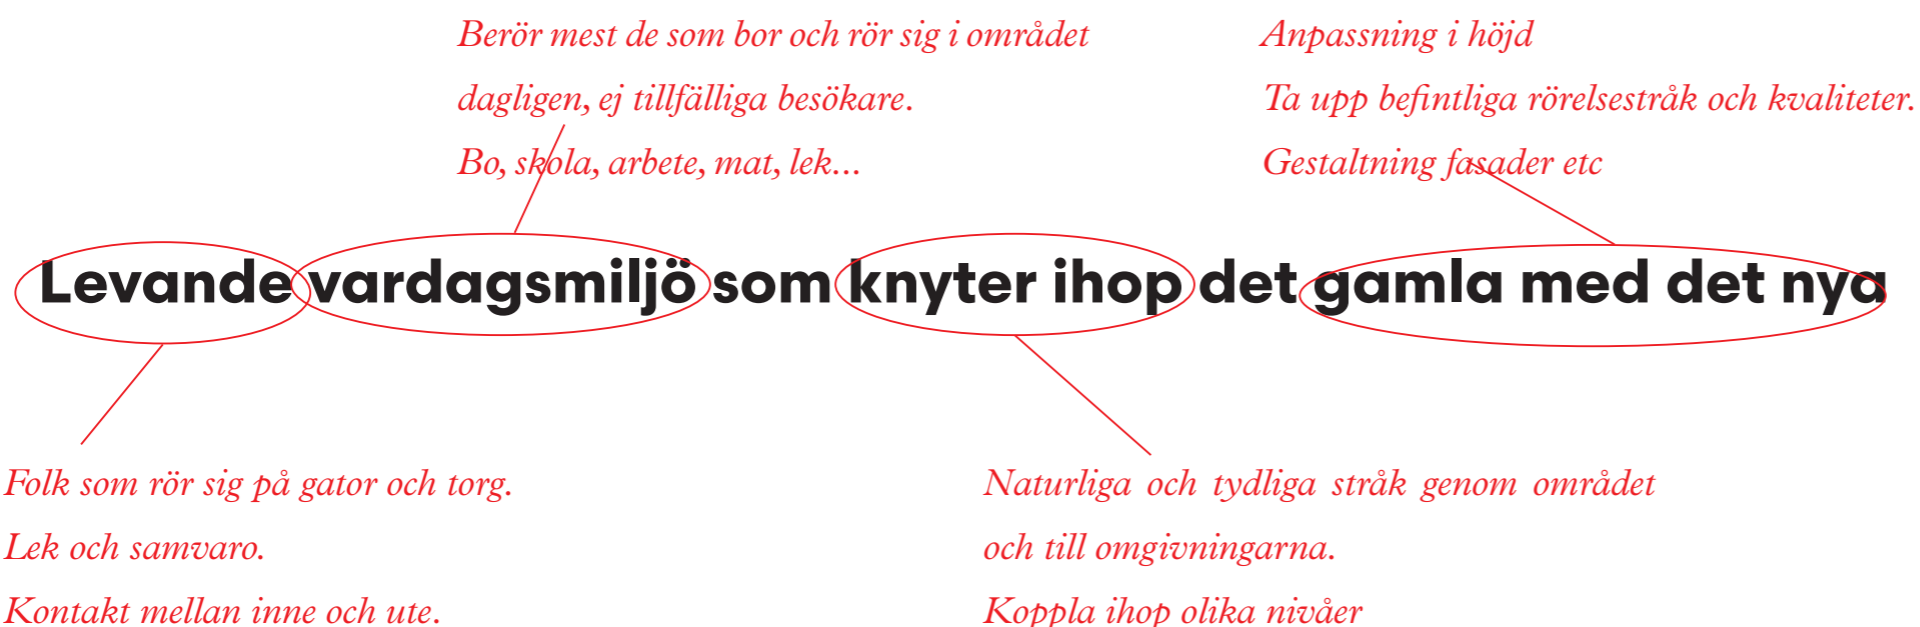 Berör mest de som bor och rör sig i området
dagligen, ej tillfälliga besökare.
Bo, skola, arbete, mat, lek...
Anpassning i höjd
Ta upp befintliga rörelsestråk och kvaliteter.
Gestaltning fasader etc
Levande vardagsmiljö som knyter ihop det gamla med det nya
Folk som rör sig på gator och torg.
Lek och samvaro.
Kontakt mellan inne och ute.
Naturliga och tydliga stråk genom området
och till omgivningarna.
Koppla ihop olika nivåer